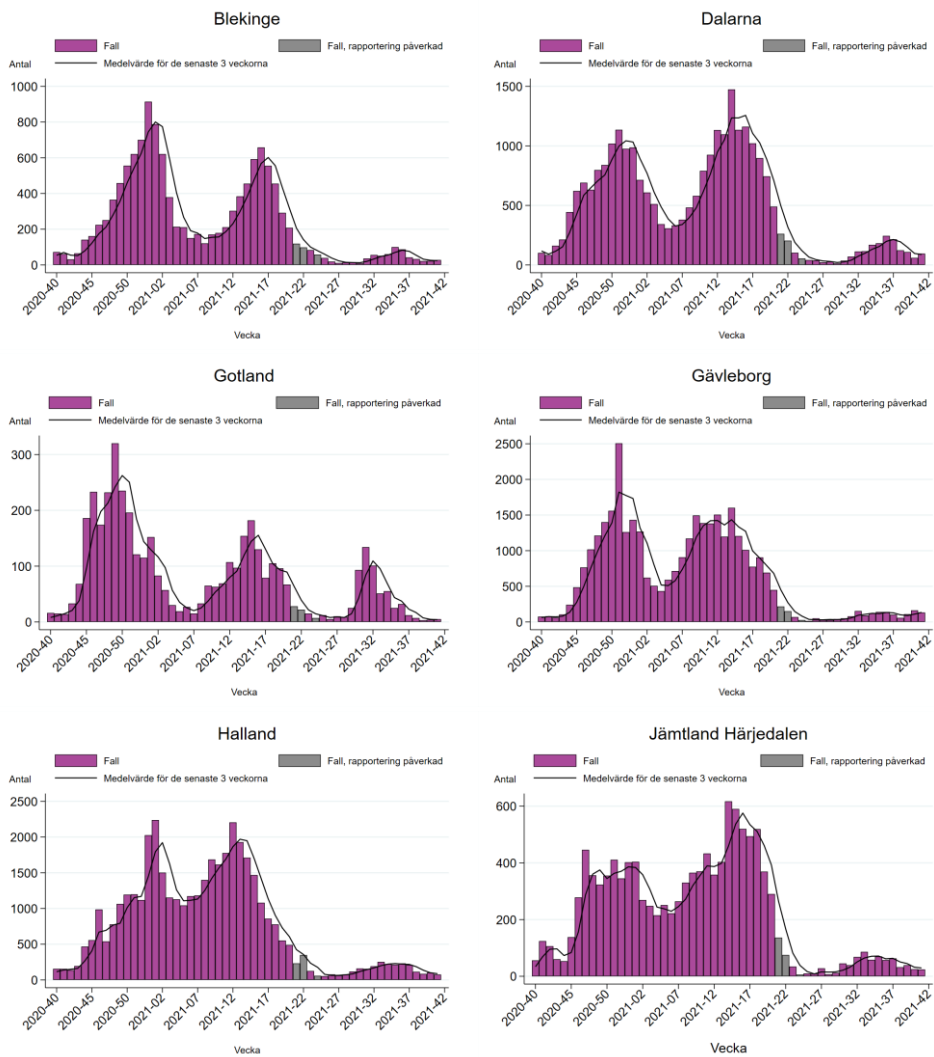 Blekinge
Fall
Fall, rapportering påverkad
Antal
Medelvärde för de senaste 3 veckorna
1000
800
600
400
200
0
2020-40 2020-45 2020-50 2021-02 2021-07 2021-12 2021-17 2021-22 2021-27 2021-32 2021-37 2021-42
Vecka
Dalarna
Fall
Fall, rapportering påverkad
Antal
Medelvärde för de senaste 3 veckorna
1500
1000
500
0
2020-40 2020-45 2020-50 2021-02 2021-07 2021-12 2021-17 2021-22 2021-27 2021-32 2021-37 2021-42
Vecka
Gotland
Fall
Fall, rapportering påverkad
Antal
Medelvärde för de senaste 3 veckorna
300
200
100
0
2020-40 2020-45 2020-50 2021-02 2021-07 2021-12 2021-17 2021-22 2021-27 2021-32 2021-37 2021-42
Vecka
Gävleborg
Fall
Fall, rapportering påverkad
Antal
Medelvärde för de senaste 3 veckorna
2500
2000
1500
1000
500
0
2020-40 2020-45 2020-50 2021-02 2021-07 2021-12 2021-17 2021-22 2021-27 2021-32 2021-37 2021-42
Vecka
Halland
Fall
Fall, rapportering påverkad
Antal
Medelvärde för de senaste 3 veckorna
2500
2000
1500
1000
500
0
2020-40 2020-45 2020-50 2021-02 2021-07 2021-12 2021-17 2021-22 2021-27 2021-32 2021-37 2021-42
Vecka
Jämtland Härjedalen
Fall
Fall, rapportering påverkad
Antal
Medelvärde för de senaste 3 veckorna
600
400
200
0
2020-40 2020-45 2020-50 2021-02 2021-07 2021-12 2021-17 2021-22 2021-27 2021-32 2021-37 2021-42
Vecka